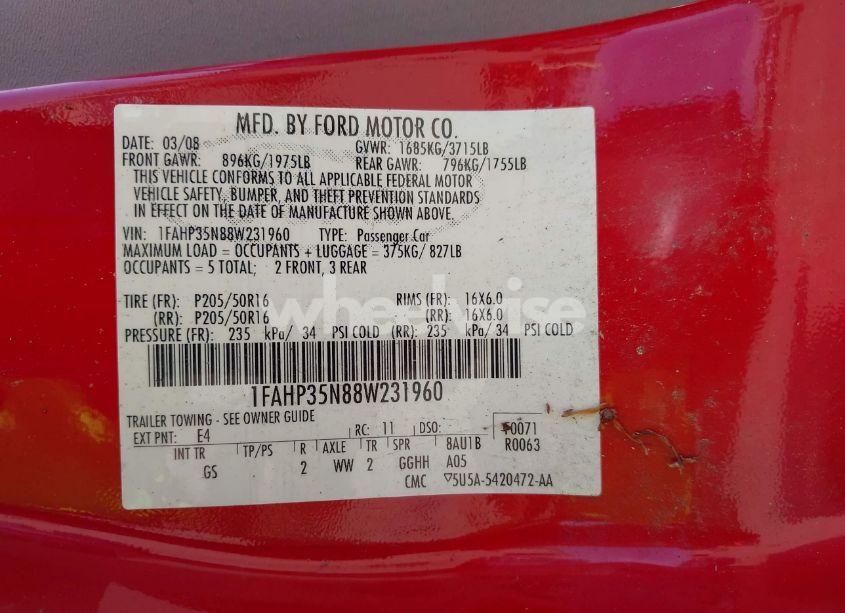 MFD. BY FORD MOTOR CO.
DATE: 03/08 GVWR: 1685KG/3715LB
FRONT GAWR: 896KG/1975LB REAR GAWR: 796KG/1755LB
THIS VEHICLE CONFORMS TO ALL APPLICABLE FEDERAL MOTOR
VEHICLE SAFETY, BUMPER, AND THEFT PREVENTION STANDARDS
IN EFFECT ON THE DATE OF MANUFACTURE SHOWN ABOVE.
VIN: 1FAHP35N88W231960 TYPE: Passenger Car
MAXIMUM LOAD = OCCUPANTS + LUGGAGE = 375KG/ 827LB
OCCUPANTS = 5 TOTAL; 2 FRONT, 3 REAR
wheelwise
TIRE (FR): P205/50R16 RIMS (FR): 16X6.0
(RR): P205/50R16 (RR): 16X6.0
PRESSURE (FR): 235 kPa/ 34 PSI COLD (RR): 235 kPa/ 34 PSI COLD
1FAHP35N88W231960
TRAILER TOWING - SEE OWNER GUIDE
EXT PNT: E4 RC: 11 DSO: F0071
INT TR TP/PS R AXLE TR SPR 8AU1B R0063
GS 2 WW 2 GGHH A05
CMC ▽5U5A-5420472-AA